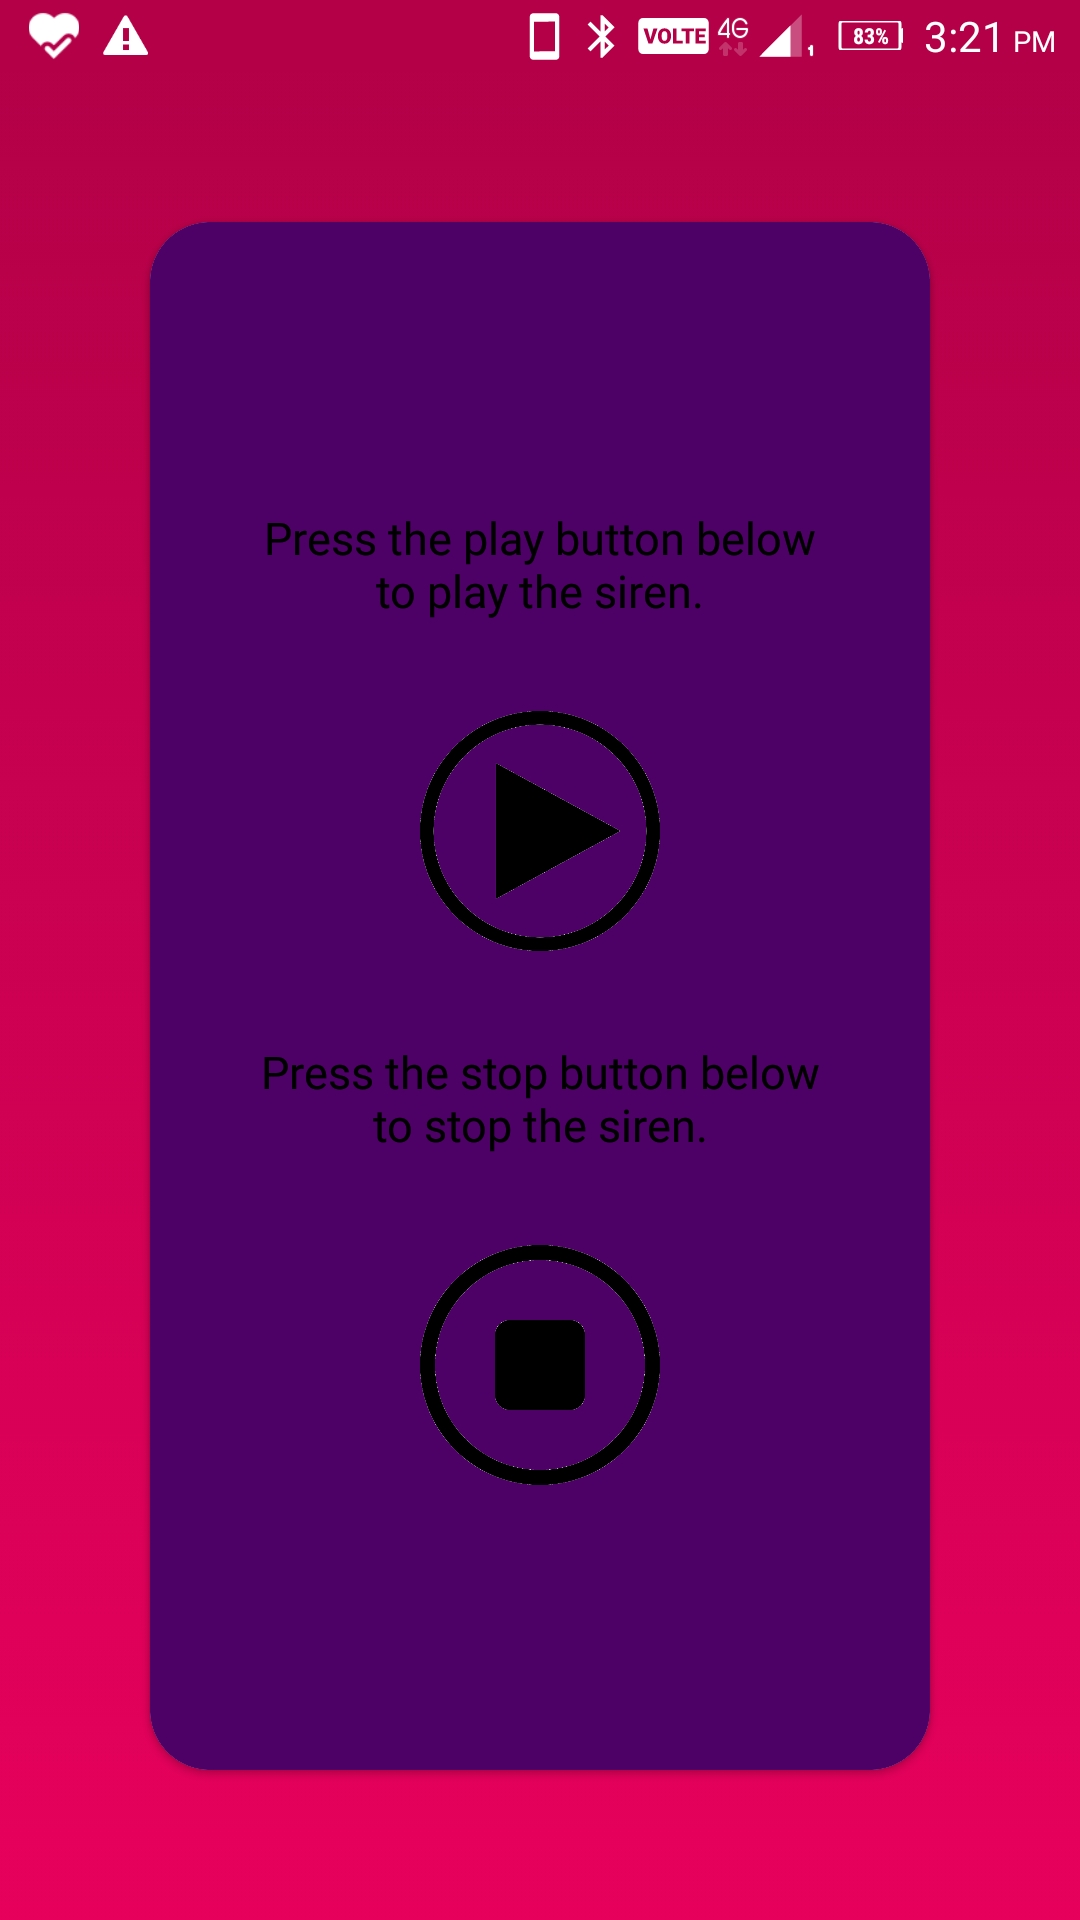 VOLTE 4G 1 83% 3:21 PM
Press the play button below
to play the siren.
Press the stop button below
to stop the siren.